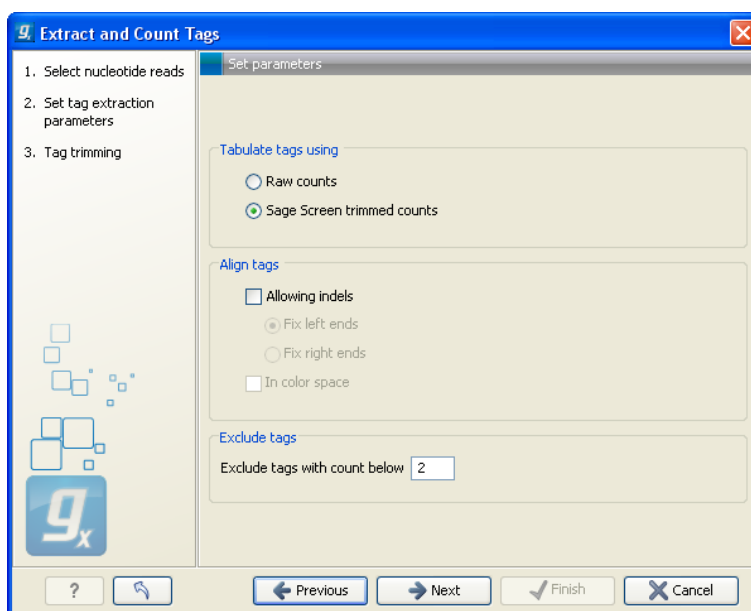 Extract and Count Tags
1. Select nucleotide reads
2. Set tag extraction
parameters
3. Tag trimming
Set parameters
Tabulate tags using
Raw counts
Sage Screen trimmed counts
Align tags
Allowing indels
Fix left ends
Fix right ends
In color space
Exclude tags
Exclude tags with count below 2
gx
?
Previous
Next
Finish
Cancel